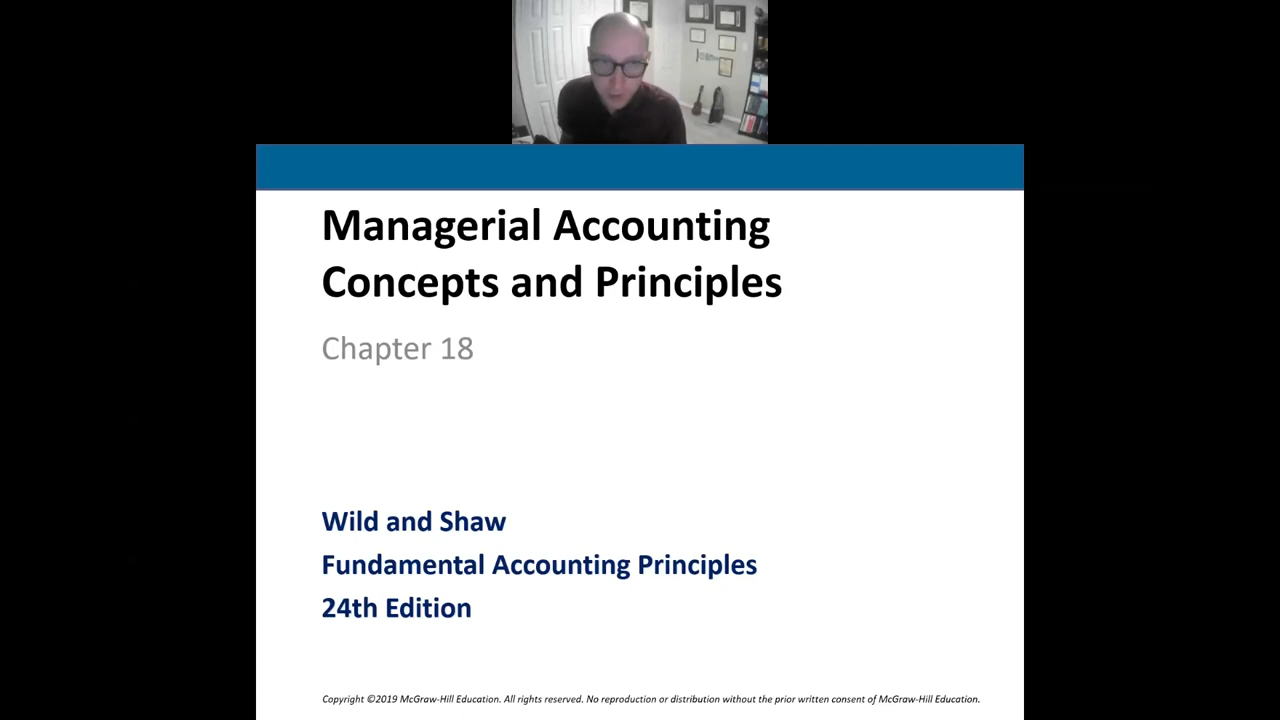 Managerial Accounting
Concepts and Principles
Chapter 18
Wild and Shaw
Fundamental Accounting Principles
24th Edition
Copyright ©2019 McGraw-Hill Education. All rights reserved. No reproduction or distribution without the prior written consent of McGraw-Hill Education.